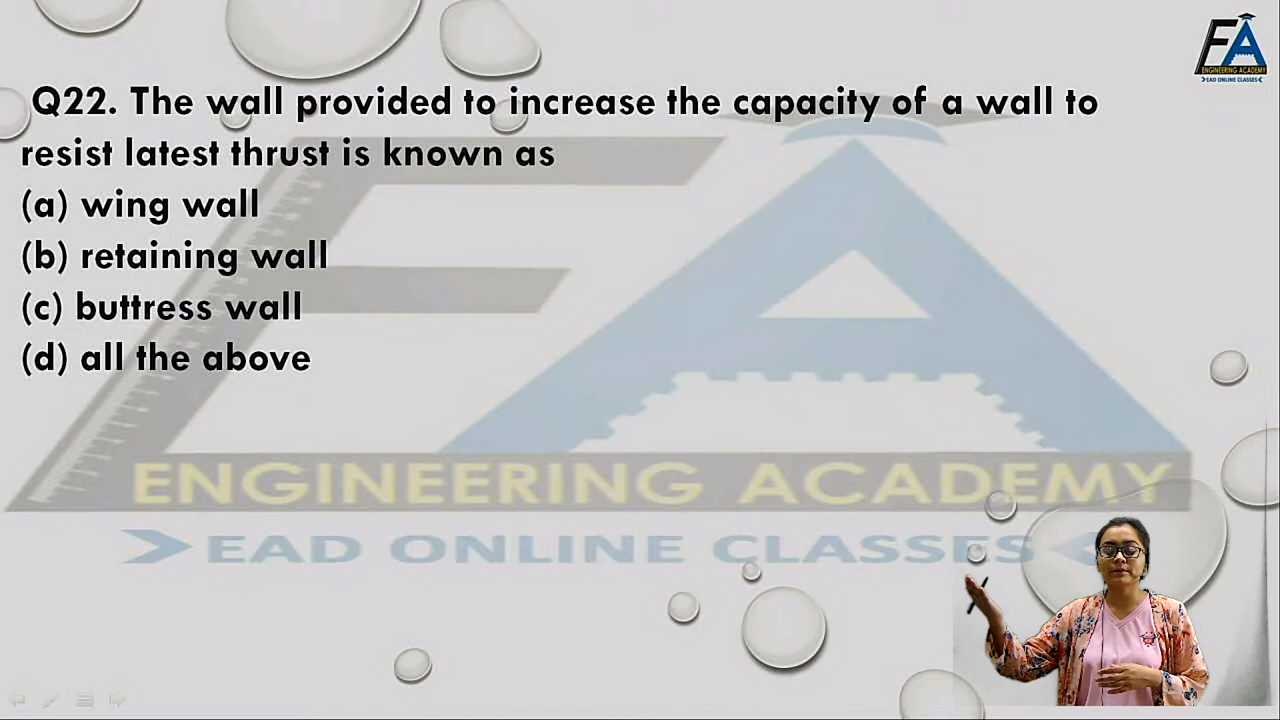 Q22. The wall provided to increase the capacity of a wall to
resist latest thrust is known as
(a) wing wall
(b) retaining wall
(c) buttress wall
(d) all the above
ENGINEERING ACADEMY
EAD ONLINE CLASSES
FA
ENGINEERING ACADEMY
EAD ONLINE CLASSES